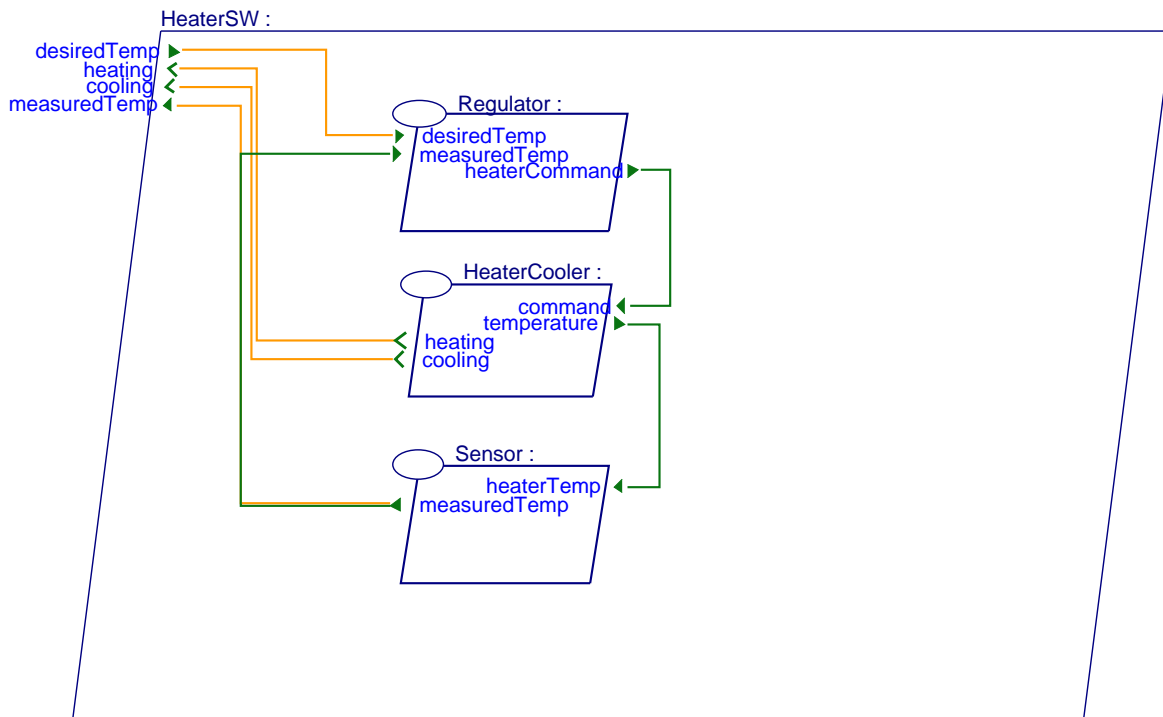 HeaterSW :
desiredTemp
heating
cooling
measuredTemp
Regulator :
desiredTemp
measuredTemp
heaterCommand
HeaterCooler :
command
temperature
heating
cooling
Sensor :
heaterTemp
measuredTemp